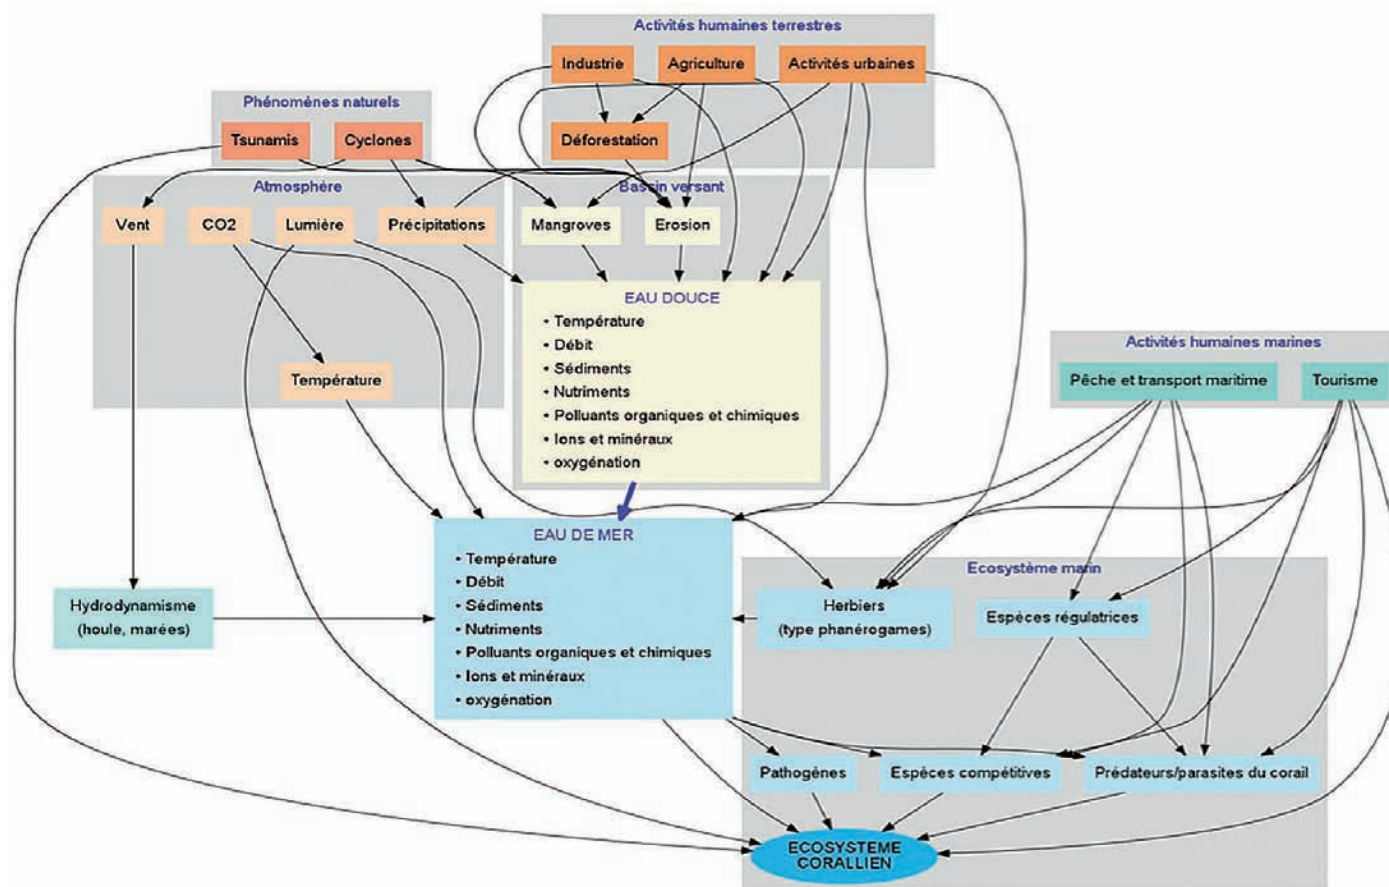 Activités humaines terrestres
Industrie
Agriculture
Activités urbaines
Phénomènes naturels
Tsunamis
Cyclones
Déforestation
Atmosphère
Bassin versant
Vent
CO2
Lumière
Précipitations
Mangroves
Erosion
EAU DOUCE
• Température
• Débit
• Sédiments
• Nutriments
• Polluants organiques et chimiques
• Ions et minéraux
• oxygénation
Température
Activités humaines marines
Pêche et transport maritime
Tourisme
EAU DE MER
• Température
• Débit
• Sédiments
• Nutriments
• Polluants organiques et chimiques
• Ions et minéraux
• oxygénation
Hydrodynamisme
(houle, marées)
Ecosystème marin
Herbiers
(type phanérogames)
Espèces régulatrices
Pathogènes
Espèces compétitives
Prédateurs/parasites du corail
ECOSYSTEME
CORALLIEN